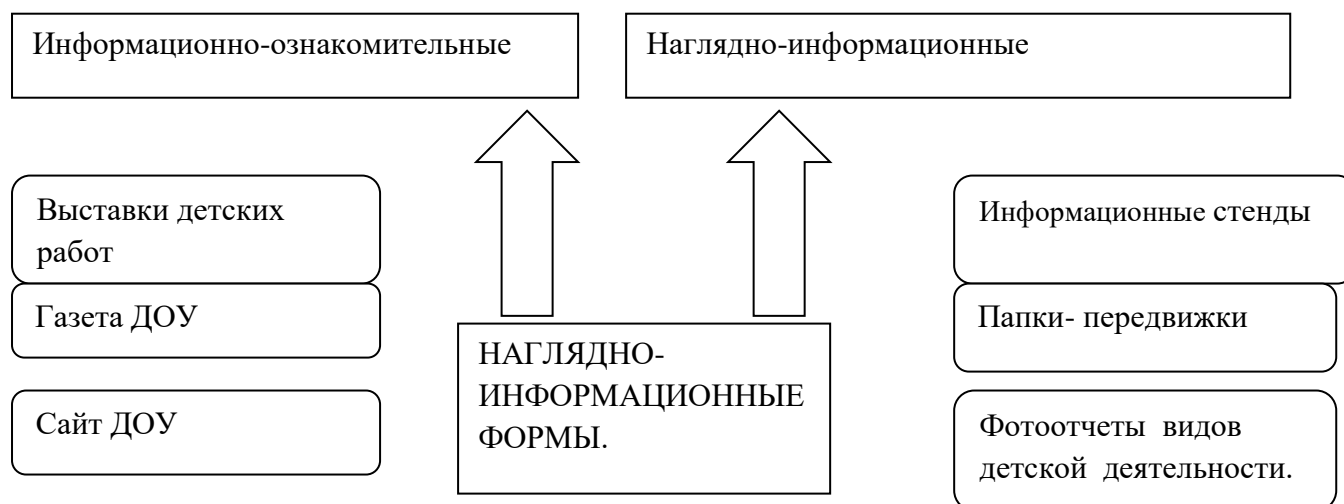 Информационно-ознакомительные
Наглядно-информационные
Выставки детских
работ
Газета ДОУ
Сайт ДОУ
НАГЛЯДНО-
ИНФОРМАЦИОННЫЕ
ФОРМЫ.
Информационные стенды
Папки- передвижки
Фотоотчеты видов
детской деятельности.